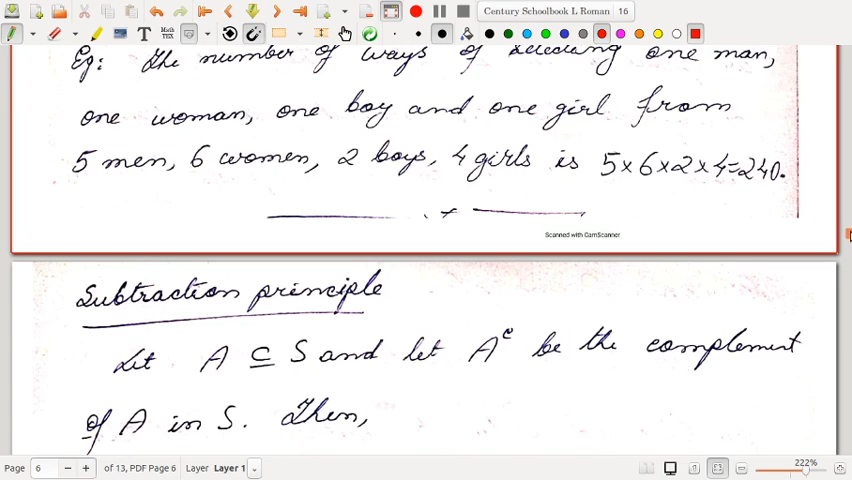 Century Schoolbook L Roman 16
Eg: The number of ways of selecting one man,
one woman, one boy and one girl from
5 men, 6 women, 2 boys, 4 girls is 5×6×2×4=240.
Scanned with CamScanner
Subtraction principle
Let A ⊆ S and let A^c be the complement
of A in S. Then,
Page 6 of 13, PDF Page 6 Layer Layer 1 222%